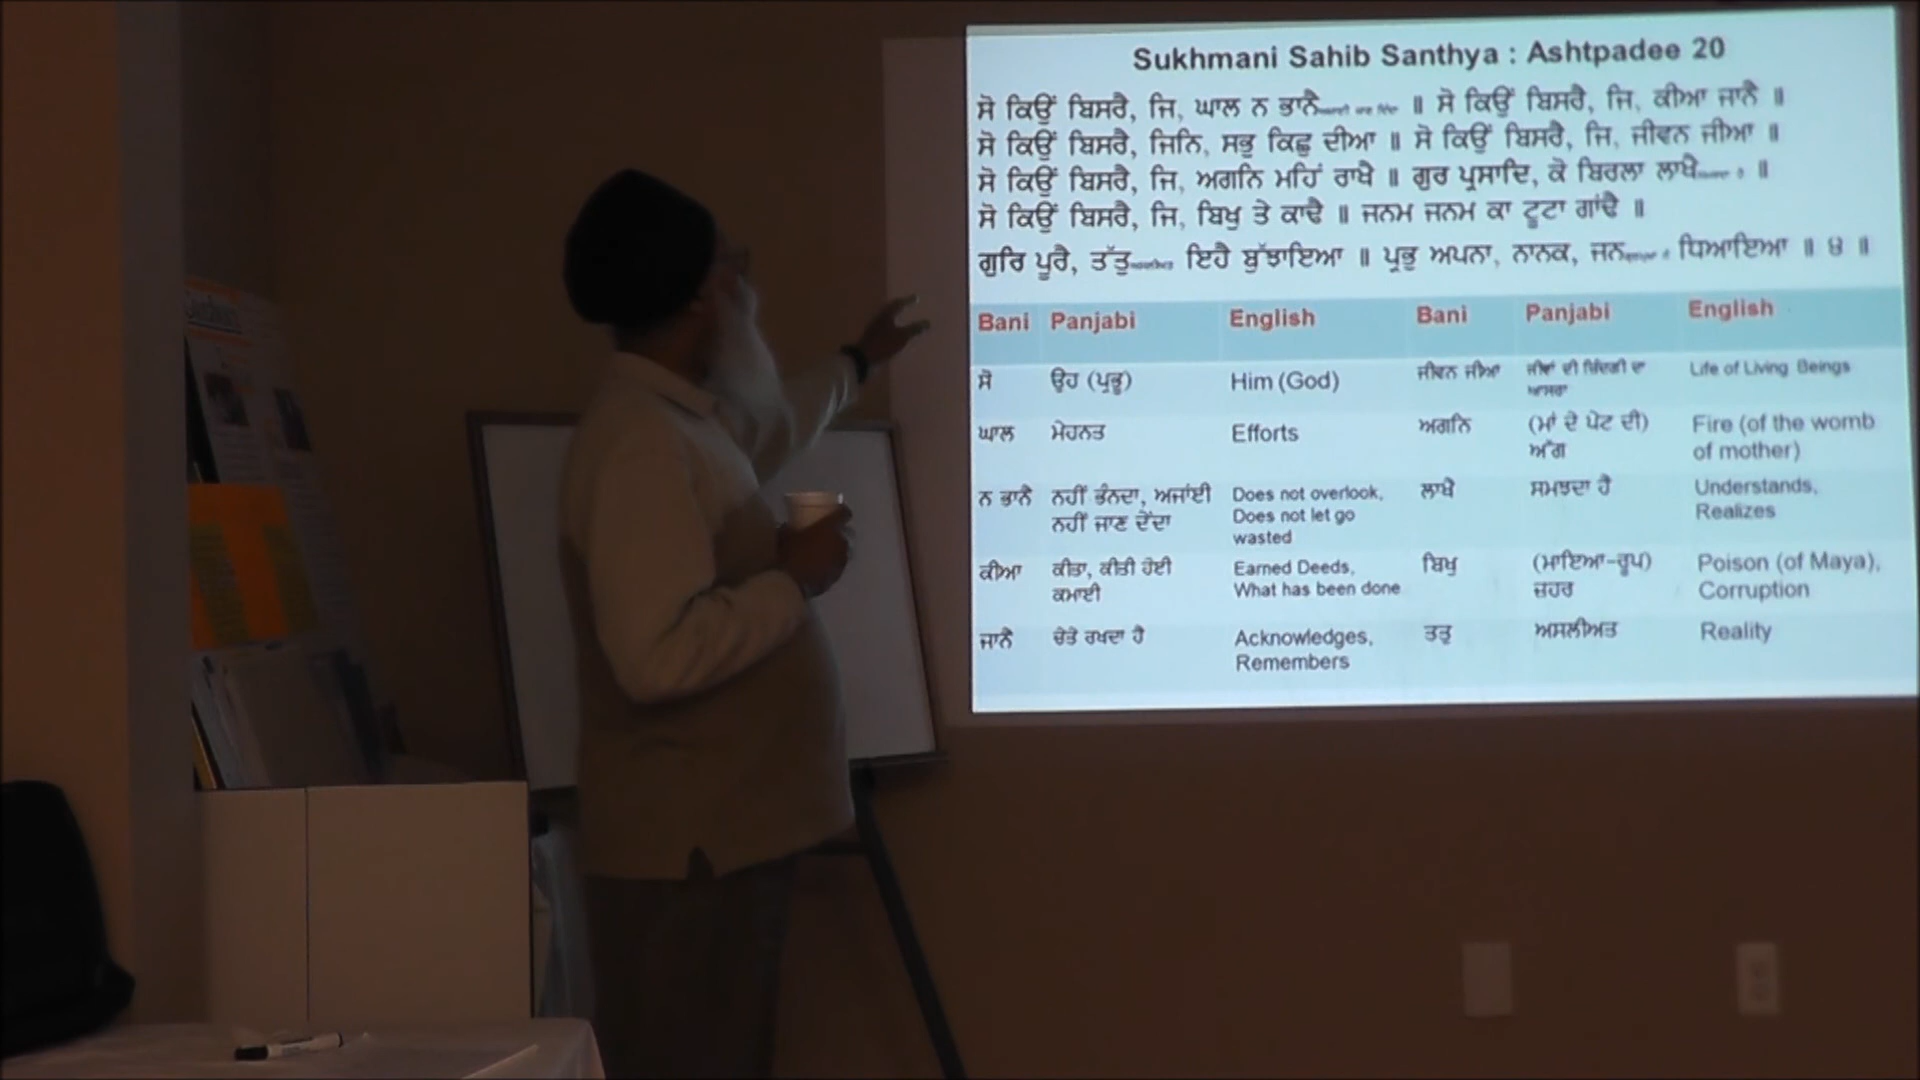 Sukhmani Sahib Santhya : Ashtpadee 20
ਸੋ ਕਿਉਂ ਬਿਸਰੈ, ਜਿ, ਘਾਲ ਨ ਭਾਨੈ ॥ ਸੋ ਕਿਉਂ ਬਿਸਰੈ, ਜਿ, ਕੀਆ ਜਾਨੈ ॥
ਸੋ ਕਿਉਂ ਬਿਸਰੈ, ਜਿਨਿ, ਸਭੁ ਕਿਛੁ ਦੀਆ ॥ ਸੋ ਕਿਉਂ ਬਿਸਰੈ, ਜਿ, ਜੀਵਨ ਜੀਆ ॥
ਸੋ ਕਿਉਂ ਬਿਸਰੈ, ਜਿ, ਅਗਨਿ ਮਹਿਂ ਰਾਖੈ ॥ ਗੁਰ ਪ੍ਰਸਾਦਿ, ਕੋ ਬਿਰਲਾ ਲਾਖੈ ॥
ਸੋ ਕਿਉਂ ਬਿਸਰੈ, ਜਿ, ਬਿਖੁ ਤੇ ਕਾਢੈ ॥ ਜਨਮ ਜਨਮ ਕਾ ਟੂਟਾ ਗਾਂਢੈ ॥
ਗੁਰਿ ਪੂਰੈ, ਤੱਤੁ ਇਹੈ ਬੁੱਝਾਇਆ ॥ ਪ੍ਰਭੁ ਅਪਨਾ, ਨਾਨਕ, ਜਨ ਧਿਆਇਆ ॥ ੪ ॥
Bani Panjabi English Bani Panjabi English
ਸੋ ਉਹ (ਪ੍ਰਭੂ) Him (God) ਜੀਵਨ ਜੀਆ ਜੀਆਂ ਦੀ ਜ਼ਿੰਦਗੀ ਦਾ ਆਸਰਾ Life of Living Beings
ਘਾਲ ਮੇਹਨਤ Efforts ਅਗਨਿ (ਮਾਂ ਦੇ ਪੇਟ ਦੀ) ਅੱਗ Fire (of the womb of mother)
ਨ ਭਾਨੈ ਨਹੀਂ ਭੰਨਦਾ, ਅਜਾਂਈ ਨਹੀਂ ਜਾਣ ਦੇਂਦਾ Does not overlook, Does not let go wasted ਲਾਖੈ ਸਮਝਦਾ ਹੈ Understands, Realizes
ਕੀਆ ਕੀਤਾ, ਕੀਤੀ ਹੋਈ ਕਮਾਈ Earned Deeds, What has been done ਬਿਖੁ (ਮਾਇਆ-ਰੂਪ) ਜ਼ਹਰ Poison (of Maya), Corruption
ਜਾਨੈ ਚੇਤੇ ਰਖਦਾ ਹੈ Acknowledges, Remembers ਤਤੁ ਅਸਲੀਅਤ Reality